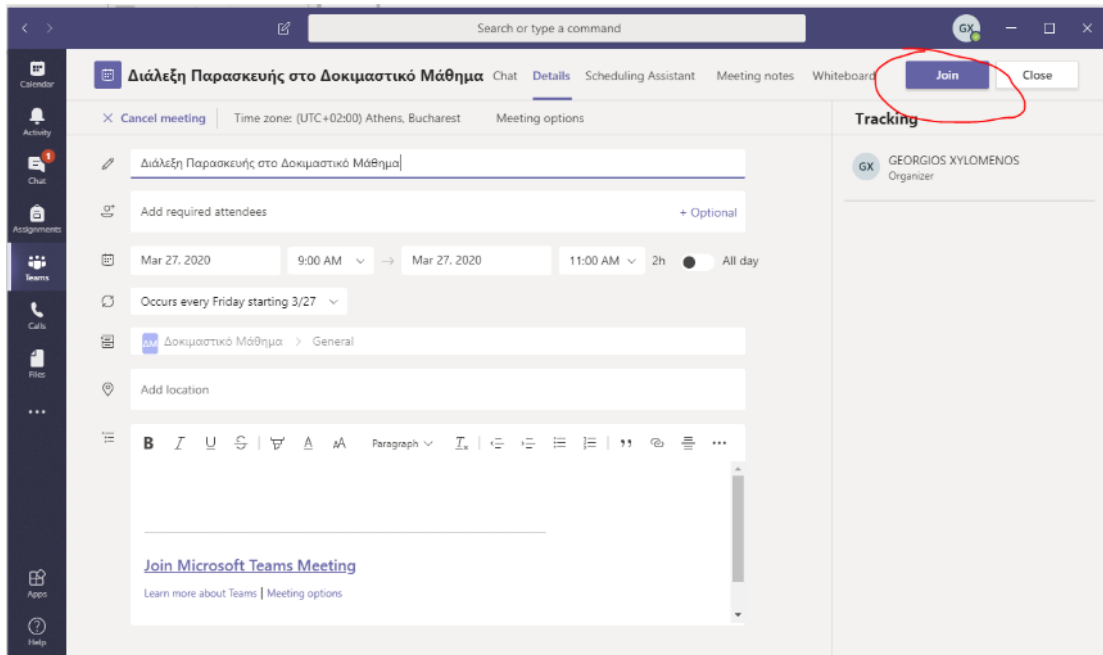 Search or type a command
GX
Calendar
Activity
1
Chat
Assignments
Teams
Calls
Files
Apps
Help
Διάλεξη Παρασκευής στο Δοκιμαστικό Μάθημα Chat Details Scheduling Assistant Meeting notes Whiteboard Join Close
Cancel meeting Time zone: (UTC+02:00) Athens, Bucharest Meeting options
Διάλεξη Παρασκευής στο Δοκιμαστικό Μάθημα
Add required attendees + Optional
Mar 27, 2020 9:00 AM → Mar 27, 2020 11:00 AM 2h All day
Occurs every Friday starting 3/27
ΔΜ Δοκιμαστικό Μάθημα > General
Add location
B I U S A AA Paragraph Tx
Join Microsoft Teams Meeting
Learn more about Teams | Meeting options
Tracking
GX GEORGIOS XYLOMENOS
Organizer